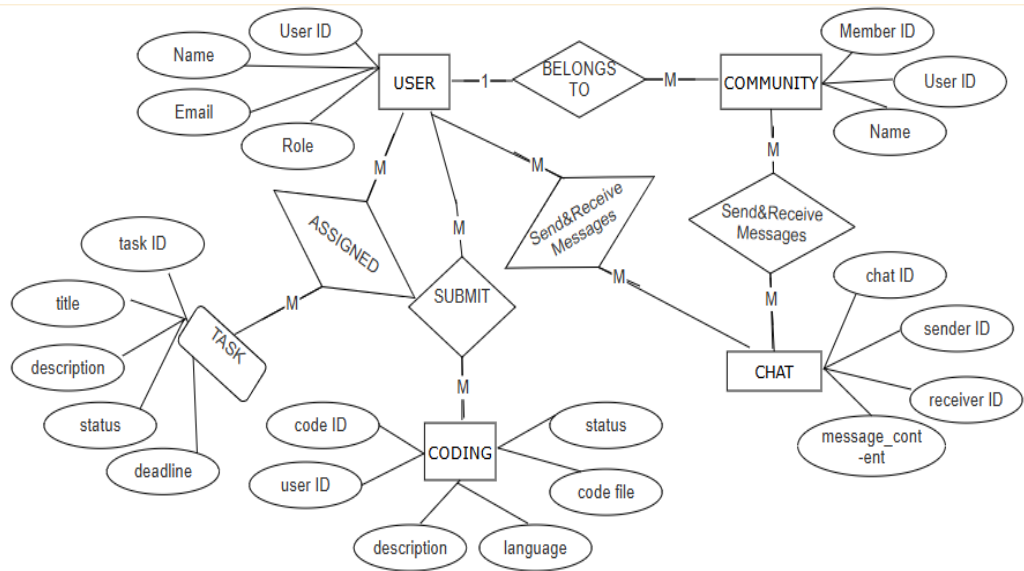 User ID
Name
Email
Role
USER
1
BELONGS
TO
M
COMMUNITY
Member ID
User ID
Name
M
M
M
M
ASSIGNED
Send&Receive
Messages
Send&Receive
Messages
M
SUBMIT
M
M
M
task ID
title
description
status
deadline
TASK
chat ID
sender ID
receiver ID
message_cont
-ent
CHAT
M
code ID
user ID
CODING
status
code file
description
language